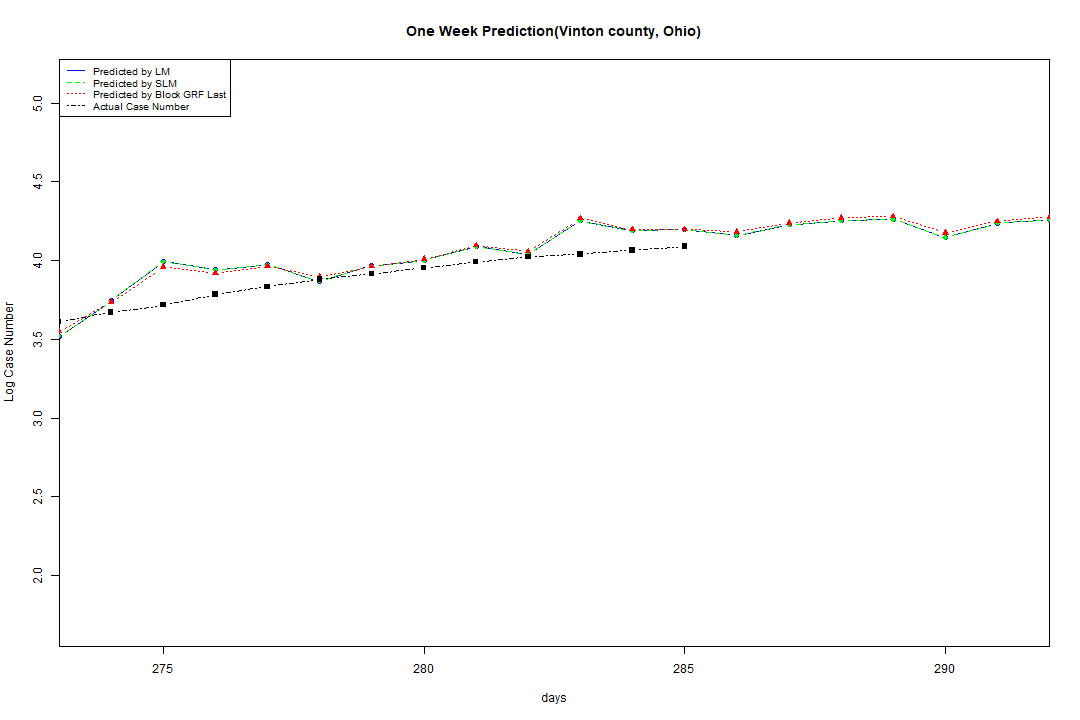 One Week Prediction(Vinton county, Ohio)
Predicted by LM
Predicted by SLM
Predicted by Block GRF Last
Actual Case Number
5.0
4.5
4.0
3.5
3.0
2.5
2.0
Log Case Number
275 280 285 290
days